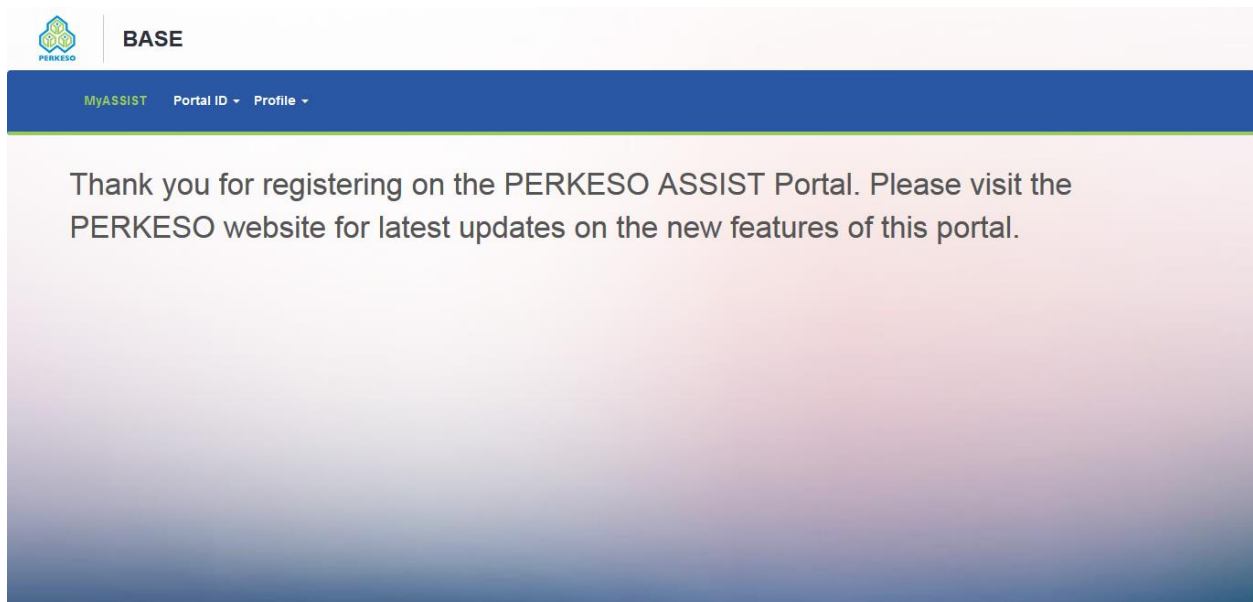 PERKESO
BASE
MyASSIST Portal ID Profile
Thank you for registering on the PERKESO ASSIST Portal. Please visit the
PERKESO website for latest updates on the new features of this portal.